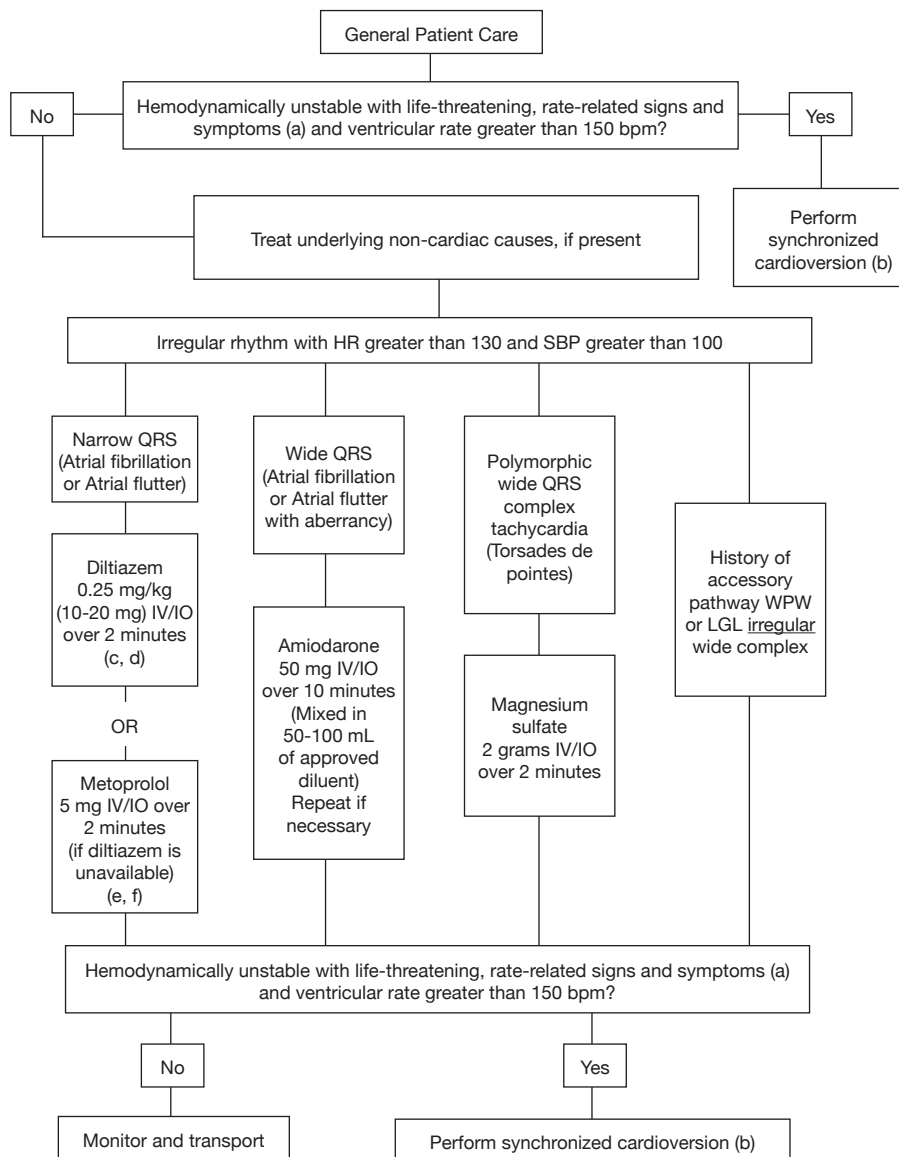 General Patient Care
No
Hemodynamically unstable with life-threatening, rate-related signs and
symptoms (a) and ventricular rate greater than 150 bpm?
Yes
Perform
synchronized
cardioversion (b)
Treat underlying non-cardiac causes, if present
Irregular rhythm with HR greater than 130 and SBP greater than 100
Narrow QRS
(Atrial fibrillation
or Atrial flutter)
Diltiazem
0.25 mg/kg
(10-20 mg) IV/IO
over 2 minutes
(c, d)
OR
Metoprolol
5 mg IV/IO over
2 minutes
(if diltiazem is
unavailable)
(e, f)
Wide QRS
(Atrial fibrillation
or Atrial flutter
with aberrancy)
Amiodarone
50 mg IV/IO
over 10 minutes
(Mixed in
50-100 mL
of approved
diluent)
Repeat if
necessary
Polymorphic
wide QRS
complex
tachycardia
(Torsades de
pointes)
Magnesium
sulfate
2 grams IV/IO
over 2 minutes
History of
accessory
pathway WPW
or LGL irregular
wide complex
Hemodynamically unstable with life-threatening, rate-related signs and symptoms (a)
and ventricular rate greater than 150 bpm?
No
Monitor and transport
Yes
Perform synchronized cardioversion (b)